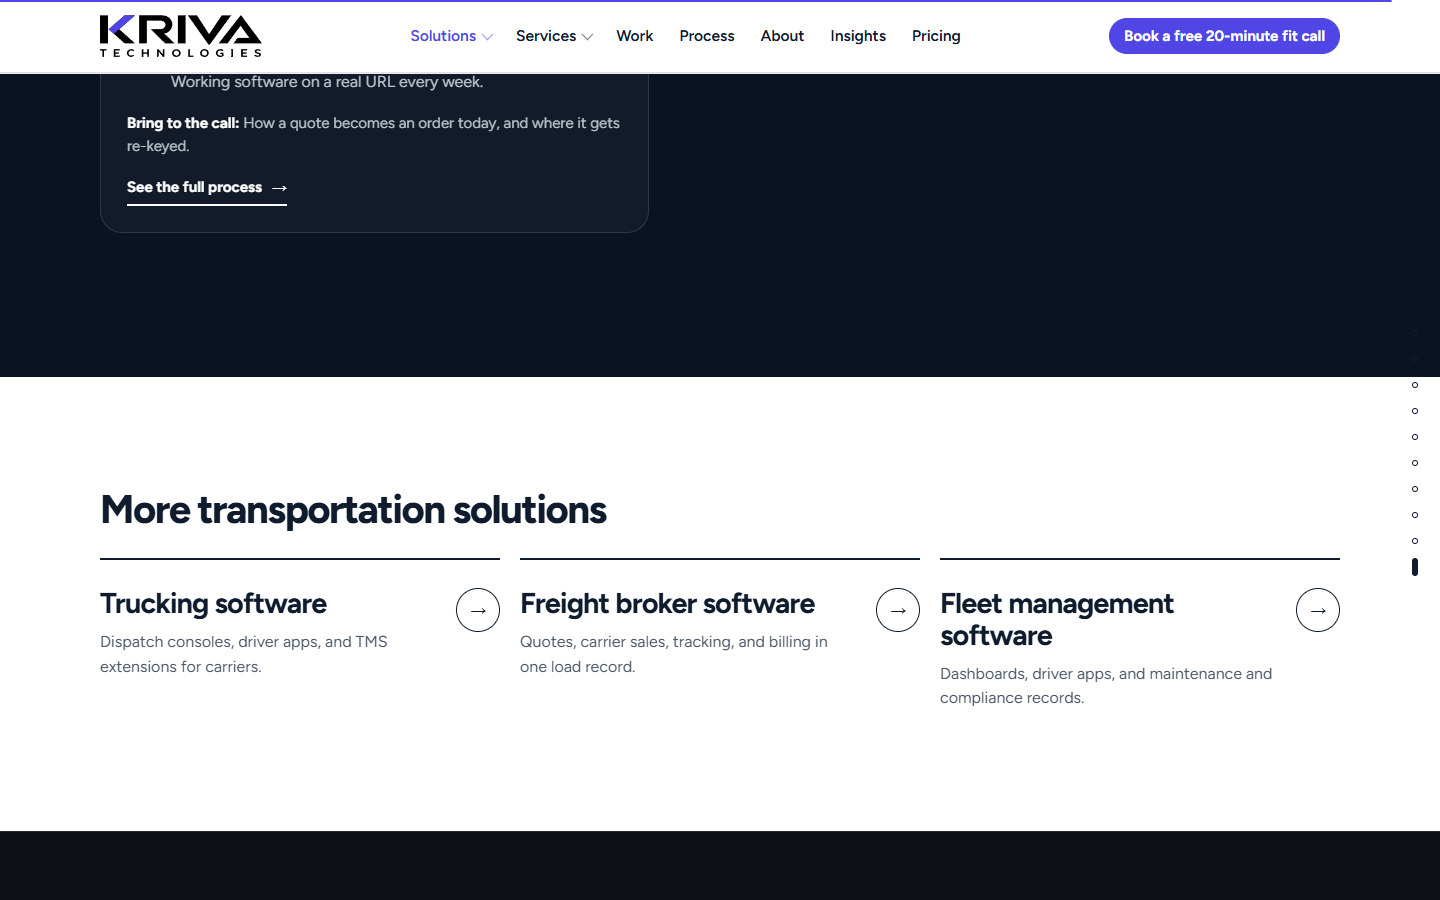 KRIVA
TECHNOLOGIES
Solutions
Services
Work
Process
About
Insights
Pricing
Book a free 20-minute fit call
Working software on a real URL every week.
Bring to the call: How a quote becomes an order today, and where it gets
re-keyed.
See the full process →
More transportation solutions
Trucking software
→
Dispatch consoles, driver apps, and TMS
extensions for carriers.
Freight broker software
→
Quotes, carrier sales, tracking, and billing in
one load record.
Fleet management
software
→
Dashboards, driver apps, and maintenance and
compliance records.